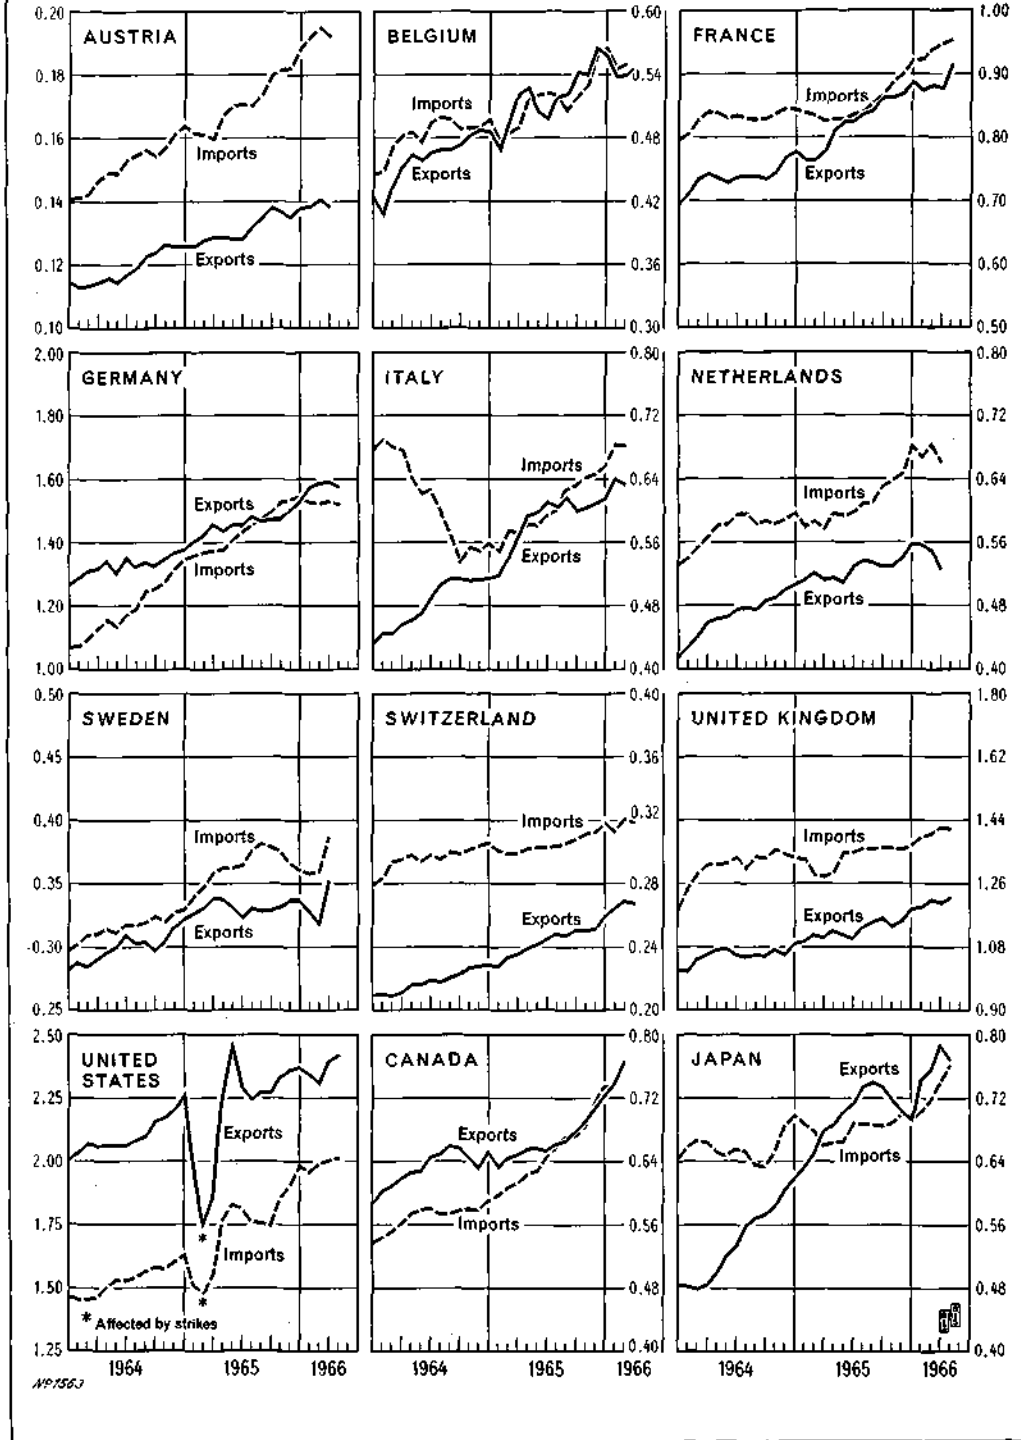 0.20
AUSTRIA
0.18
0.16
Imports
0.14
0.12
Exports
0.10
BELGIUM
0.60
0.54
Imports
0.48
Exports
0.42
0.36
0.30
FRANCE
1.00
0.90
Imports
0.80
Exports
0.70
0.60
0.50
2.00
GERMANY
1.80
1.60
Exports
1.40
Imports
1.20
1.00
ITALY
0.80
0.72
Imports
0.64
0.56
Exports
0.48
0.40
NETHERLANDS
0.80
0.72
Imports
0.64
0.56
Exports
0.48
0.40
0.50
SWEDEN
0.45
0.40
Imports
0.35
Exports
0.30
0.25
SWITZERLAND
0.40
0.36
Imports
0.32
0.28
Exports
0.24
0.20
UNITED KINGDOM
1.80
1.62
1.44
Imports
1.26
Exports
1.08
0.90
2.50
UNITED
STATES
2.25
Exports
2.00
1.75
*
Imports
1.50
*
* Affected by strikes
1.25
1964 1965 1966
CANADA
0.80
0.72
Exports
0.64
Imports
0.56
0.48
0.40
1964 1965 1966
JAPAN
0.80
Exports
0.72
Imports
0.64
0.56
0.48
0.40
1964 1965 1966
Nº1563